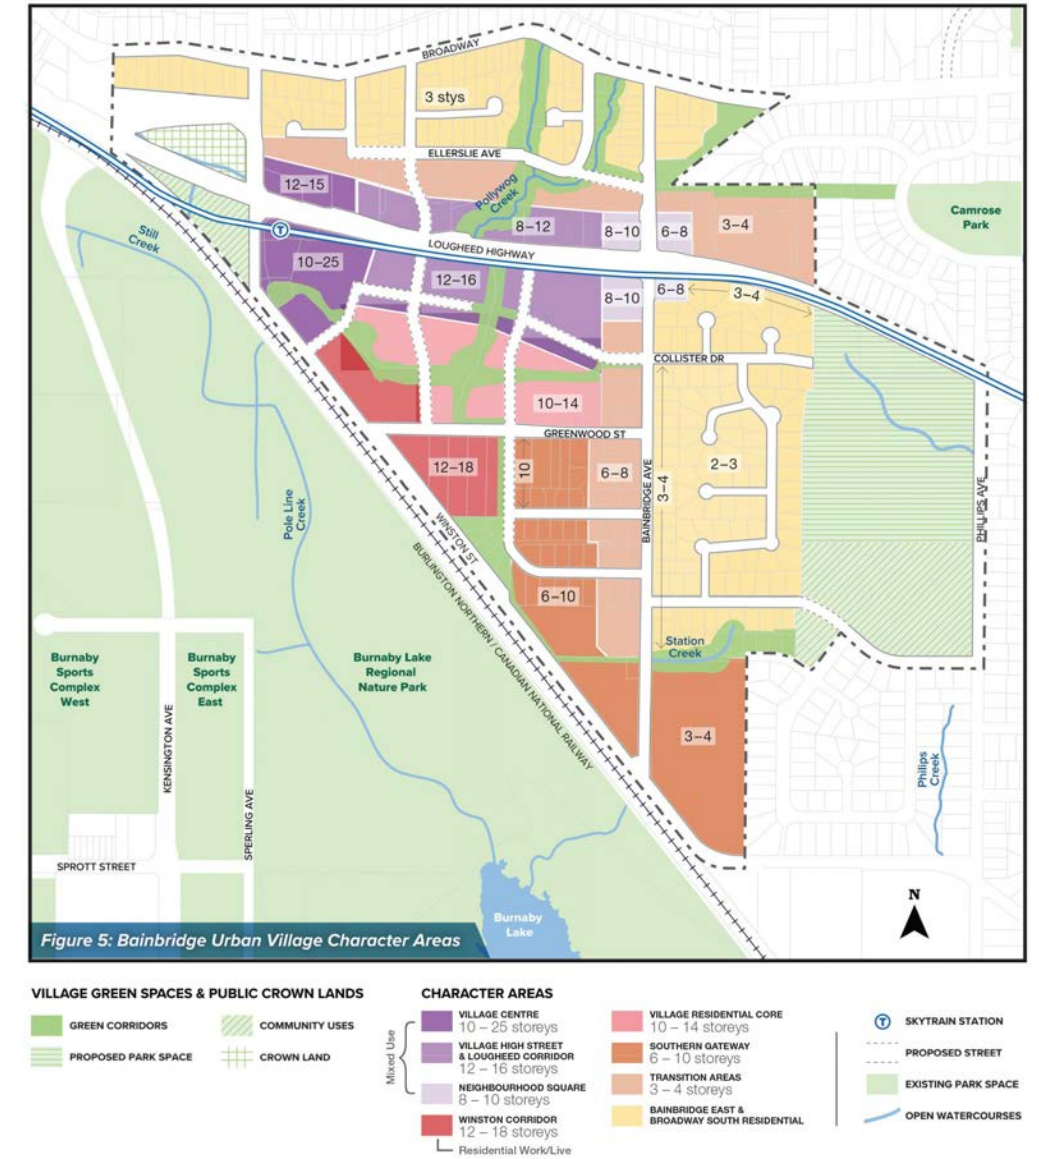 BROADWAY
3 stys
ELLERSLIE AVE
12–15
Pollywog
Creek
8–12
8–10
6–8
3–4
Camrose
Park
Still
Creek
T
LOUGHEED HIGHWAY
10–25
12–16
8–10
6–8
3–4
COLLISTER DR
10–14
GREENWOOD ST
12–18
10
6–8
BAINBRIDGE AVE
3–4
2–3
PHILLIPS AVE
Pole Line
Creek
WINSTON ST
BURLINGTON NORTHERN / CANADIAN NATIONAL RAILWAY
6–10
Station
Creek
Burnaby
Sports
Complex
West
Burnaby
Sports
Complex
East
Burnaby Lake
Regional
Nature Park
KENSINGTON AVE
SPERLING AVE
3–4
Philips
Creek
SPROTT STREET
N
Burnaby
Lake
Figure 5: Bainbridge Urban Village Character Areas
VILLAGE GREEN SPACES & PUBLIC CROWN LANDS
GREEN CORRIDORS
COMMUNITY USES
PROPOSED PARK SPACE
CROWN LAND
CHARACTER AREAS
Mixed Use
VILLAGE CENTRE
10 – 25 storeys
VILLAGE HIGH STREET
& LOUGHEED CORRIDOR
12 – 16 storeys
NEIGHBOURHOOD SQUARE
8 – 10 storeys
WINSTON CORRIDOR
12 – 18 storeys
Residential Work/Live
VILLAGE RESIDENTIAL CORE
10 – 14 storeys
SOUTHERN GATEWAY
6 – 10 storeys
TRANSITION AREAS
3 – 4 storeys
BAINBRIDGE EAST &
BROADWAY SOUTH RESIDENTIAL
T
SKYTRAIN STATION
PROPOSED STREET
EXISTING PARK SPACE
OPEN WATERCOURSES